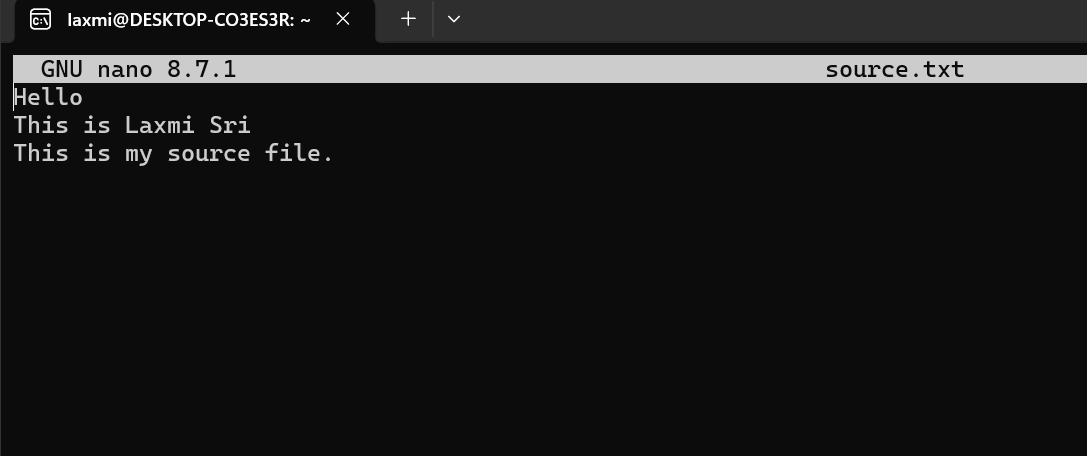 laxmi@DESKTOP-CO3ES3R: ~
GNU nano 8.7.1 source.txt
Hello
This is Laxmi Sri
This is my source file.